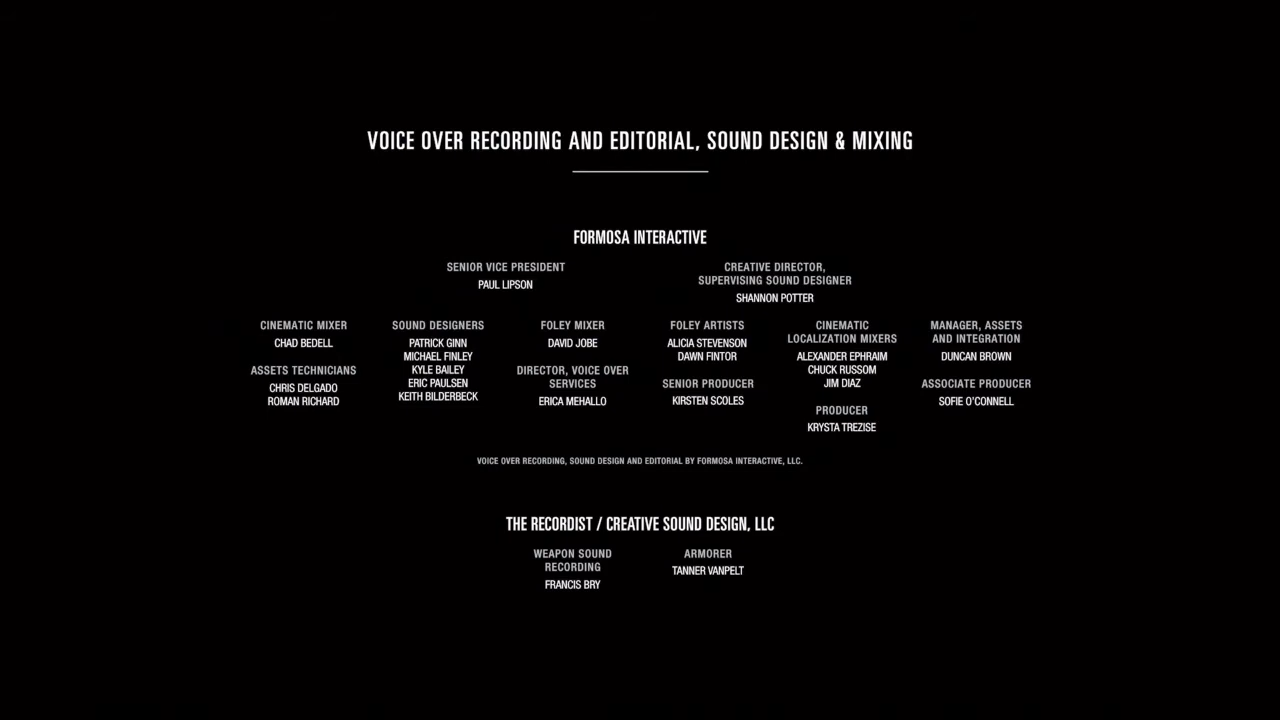 VOICE OVER RECORDING AND EDITORIAL, SOUND DESIGN & MIXING
FORMOSA INTERACTIVE
SENIOR VICE PRESIDENT
PAUL LIPSON
CREATIVE DIRECTOR,
SUPERVISING SOUND DESIGNER
SHANNON POTTER
CINEMATIC MIXER
CHAD BEDELL
ASSETS TECHNICIANS
CHRIS DELGADO
ROMAN RICHARD
SOUND DESIGNERS
PATRICK GINN
MICHAEL FINLEY
KYLE BAILEY
ERIC PAULSEN
KEITH BILDERBECK
FOLEY MIXER
DAVID JOBE
DIRECTOR, VOICE OVER
SERVICES
ERICA MEHALLO
FOLEY ARTISTS
ALICIA STEVENSON
DAWN FINTOR
SENIOR PRODUCER
KIRSTEN SCOLES
CINEMATIC
LOCALIZATION MIXERS
ALEXANDER EPHRAIM
CHUCK RUSSOM
JIM DIAZ
PRODUCER
KRYSTA TREZISE
MANAGER, ASSETS
AND INTEGRATION
DUNCAN BROWN
ASSOCIATE PRODUCER
SOFIE O'CONNELL
VOICE OVER RECORDING, SOUND DESIGN AND EDITORIAL BY FORMOSA INTERACTIVE, LLC.
THE RECORDIST / CREATIVE SOUND DESIGN, LLC
WEAPON SOUND
RECORDING
FRANCIS BRY
ARMORER
TANNER VANPELT